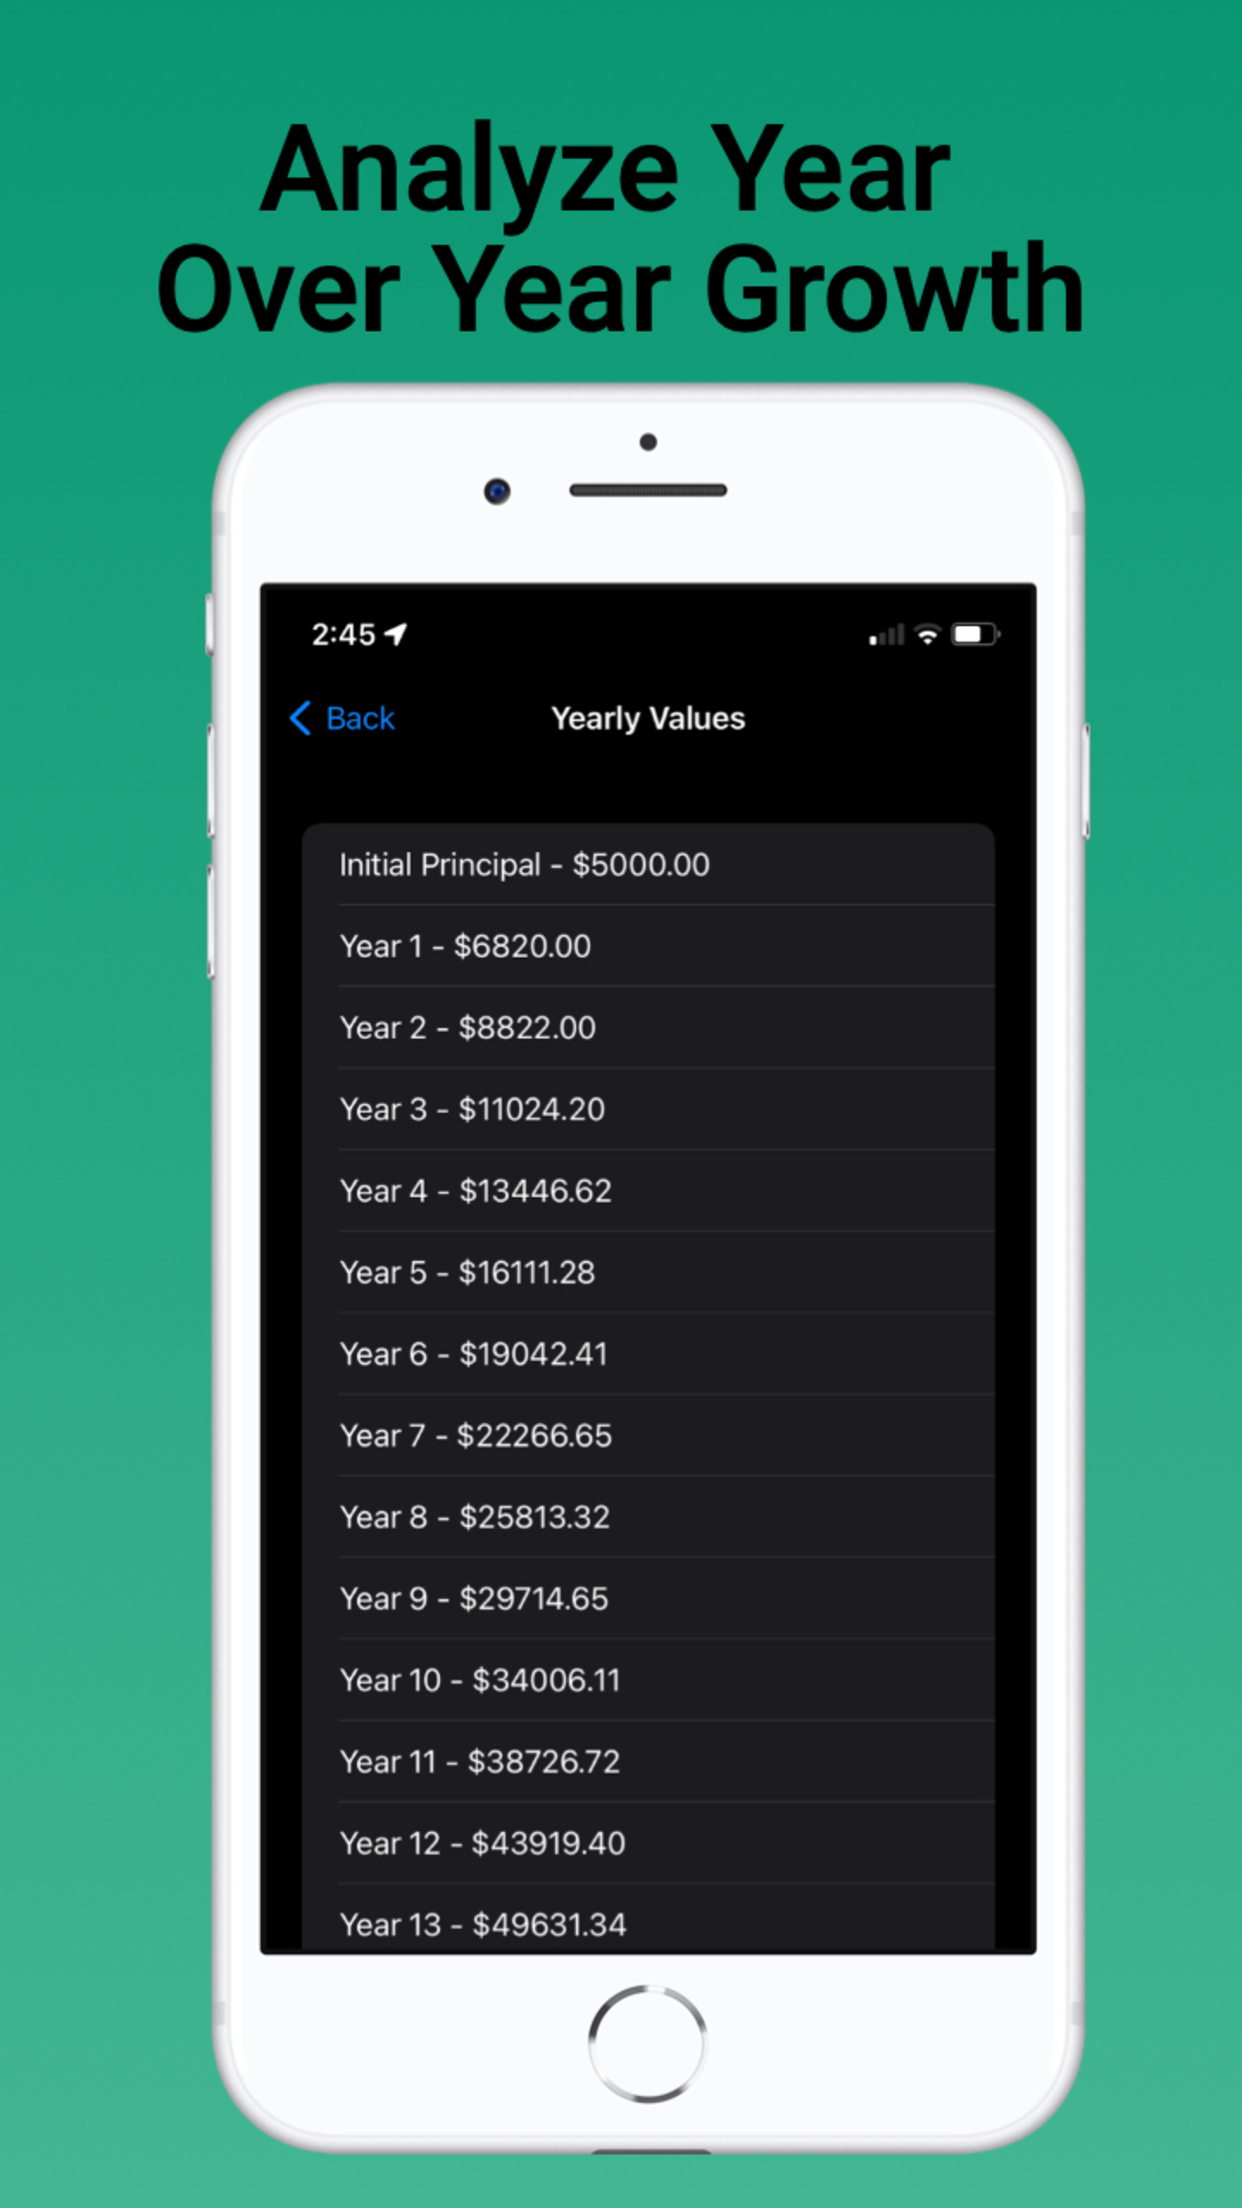 Analyze Year
Over Year Growth
2:45
Back
Yearly Values
Initial Principal - $5000.00
Year 1 - $6820.00
Year 2 - $8822.00
Year 3 - $11024.20
Year 4 - $13446.62
Year 5 - $16111.28
Year 6 - $19042.41
Year 7 - $22266.65
Year 8 - $25813.32
Year 9 - $29714.65
Year 10 - $34006.11
Year 11 - $38726.72
Year 12 - $43919.40
Year 13 - $49631.34